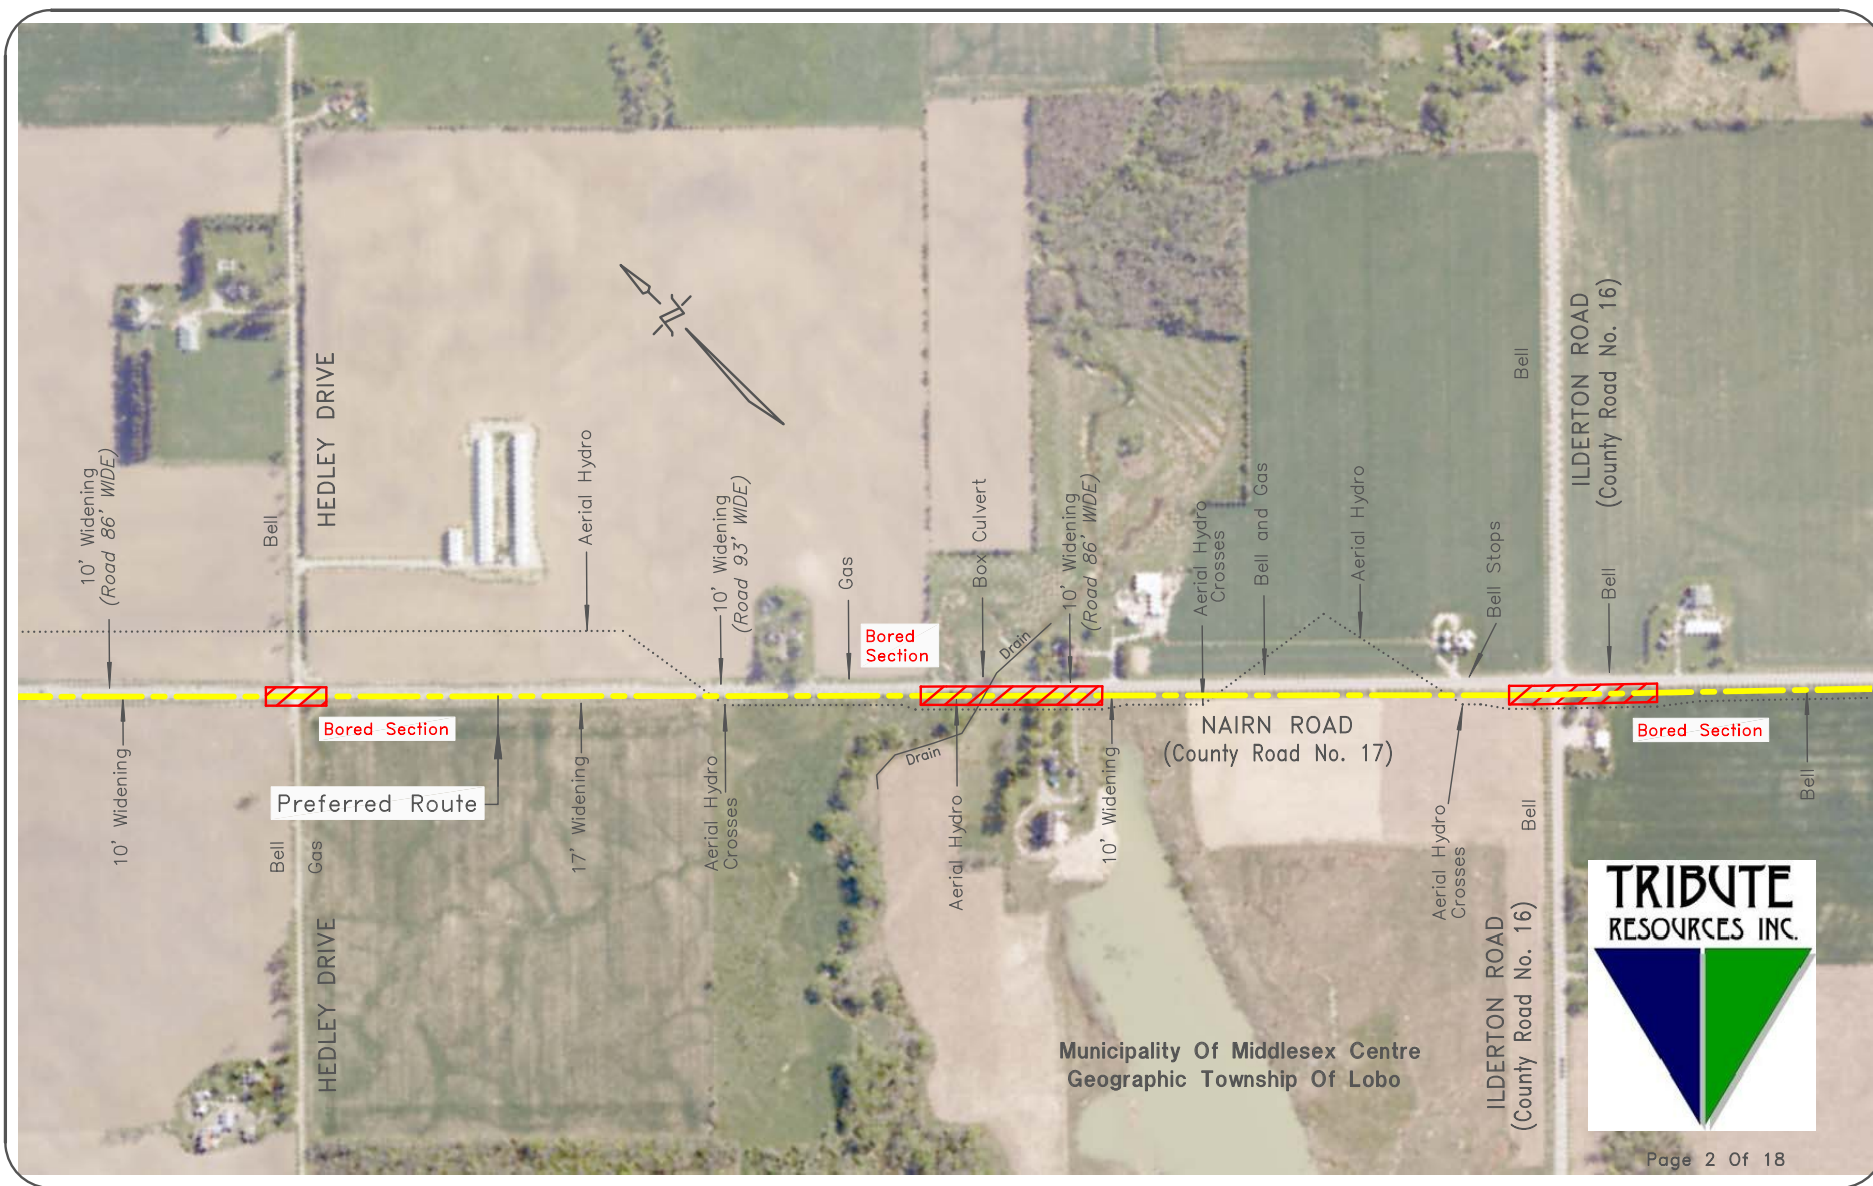 10' Widening
(Road 86' WIDE)
Bell
HEDLEY DRIVE
Aerial Hydro
10' Widening
(Road 93' WIDE)
Gas
Bored
Section
Box Culvert
Drain
10' Widening
(Road 86' WIDE)
Aerial Hydro
Crosses
Bell and Gas
Aerial Hydro
Bell Stops
Bell
ILDERTON ROAD
(County Road No. 16)
Bell
Bored Section
10' Widening
Preferred Route
Bell
Gas
HEDLEY DRIVE
17' Widening
Aerial Hydro
Crosses
Drain
Aerial Hydro
10' Widening
NAIRN ROAD
(County Road No. 17)
Aerial Hydro
Crosses
Bell
ILDERTON ROAD
(County Road No. 16)
Bored Section
Bell
Municipality Of Middlesex Centre
Geographic Township Of Lobo
TRIBUTE
RESOURCES INC.
Page 2 Of 18